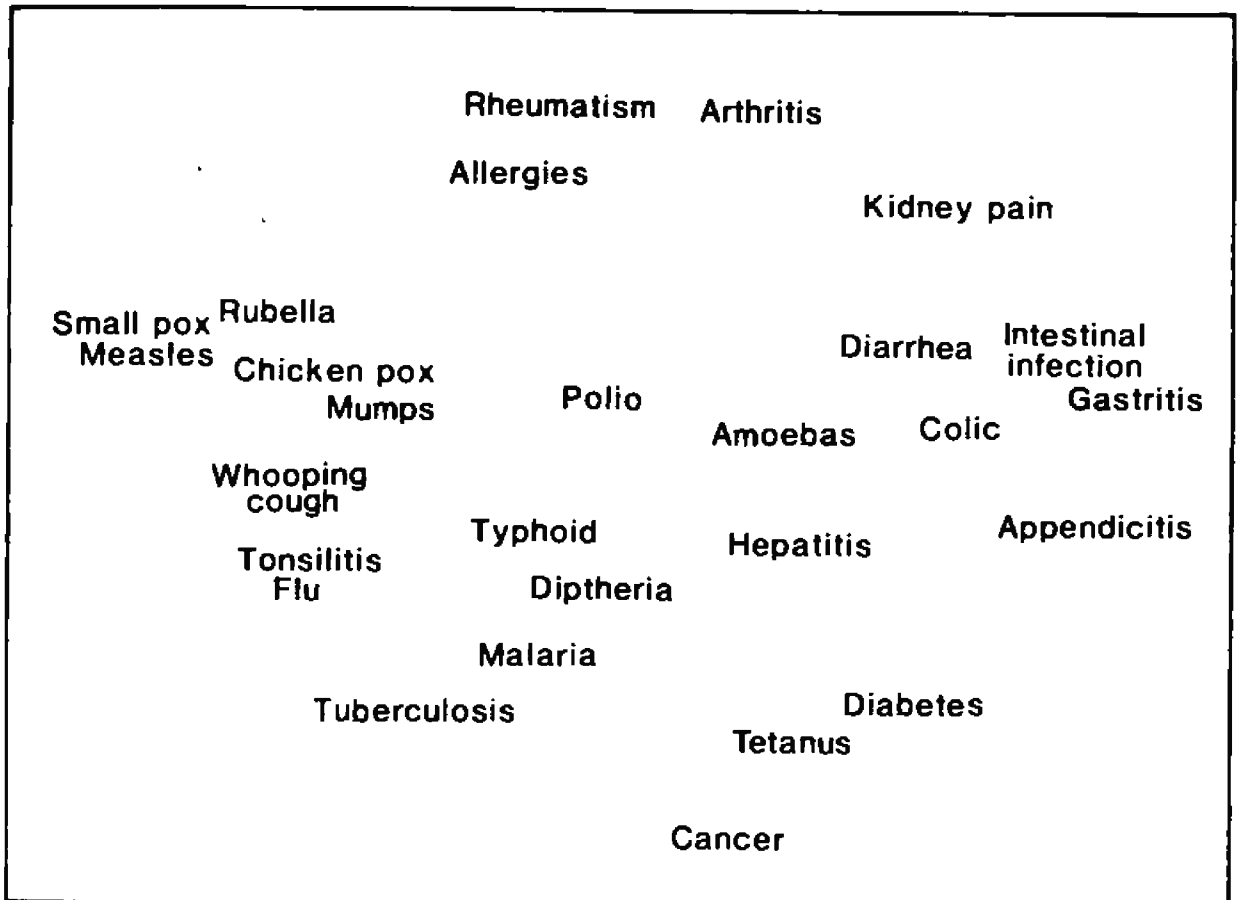 Rheumatism Arthritis
Allergies
Kidney pain
Small pox Rubella
Measles
Chicken pox
Mumps
Polio
Diarrhea
Intestinal
infection
Gastritis
Amoebas
Colic
Whooping
cough
Typhoid
Hepatitis
Appendicitis
Tonsilitis
Flu
Diptheria
Malaria
Tuberculosis
Diabetes
Tetanus
Cancer